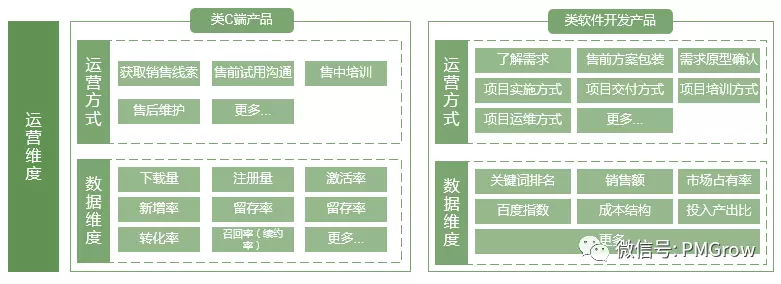 运营维度
类C端产品
运营方式
获取销售线索 售前试用沟通 售中培训
售后维护 更多...
数据维度
下载量 注册量 激活率
新增率 留存率 留存率
转化率 召回率（续约率） 更多...
类软件开发产品
运营方式
了解需求 售前方案包装 需求原型确认
项目实施方式 项目交付方式 项目培训方式
项目运维方式 更多...
数据维度
关键词排名 销售额 市场占有率
百度指数 成本结构 投入产出比
更多...
微信号: PMGrow